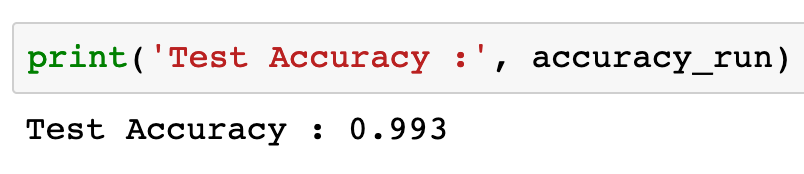 print('Test Accuracy :', accuracy_run)
Test Accuracy : 0.993